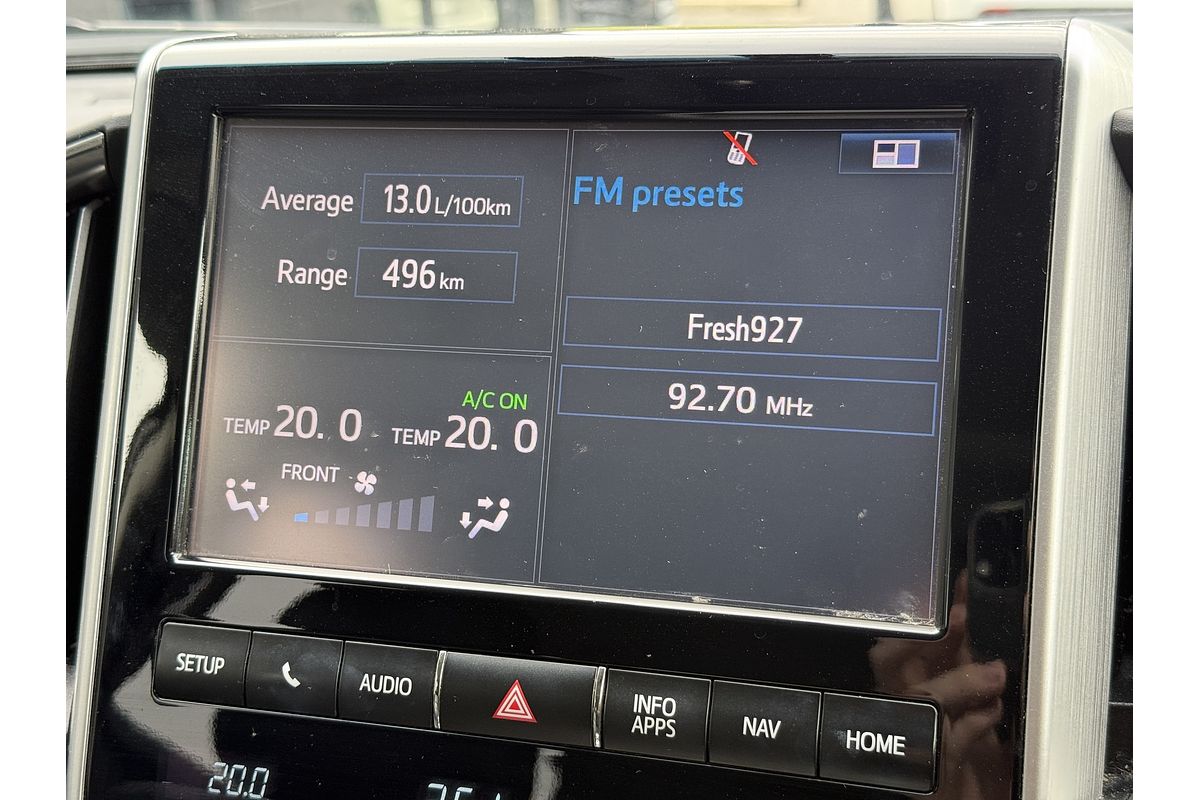 Average 13.0 L/100km
Range 496 km
FM presets
Fresh927
92.70 MHz
A/C ON
TEMP 20.0 TEMP 20.0
FRONT
SETUP
AUDIO
INFO
APPS
NAV
HOME
20.0